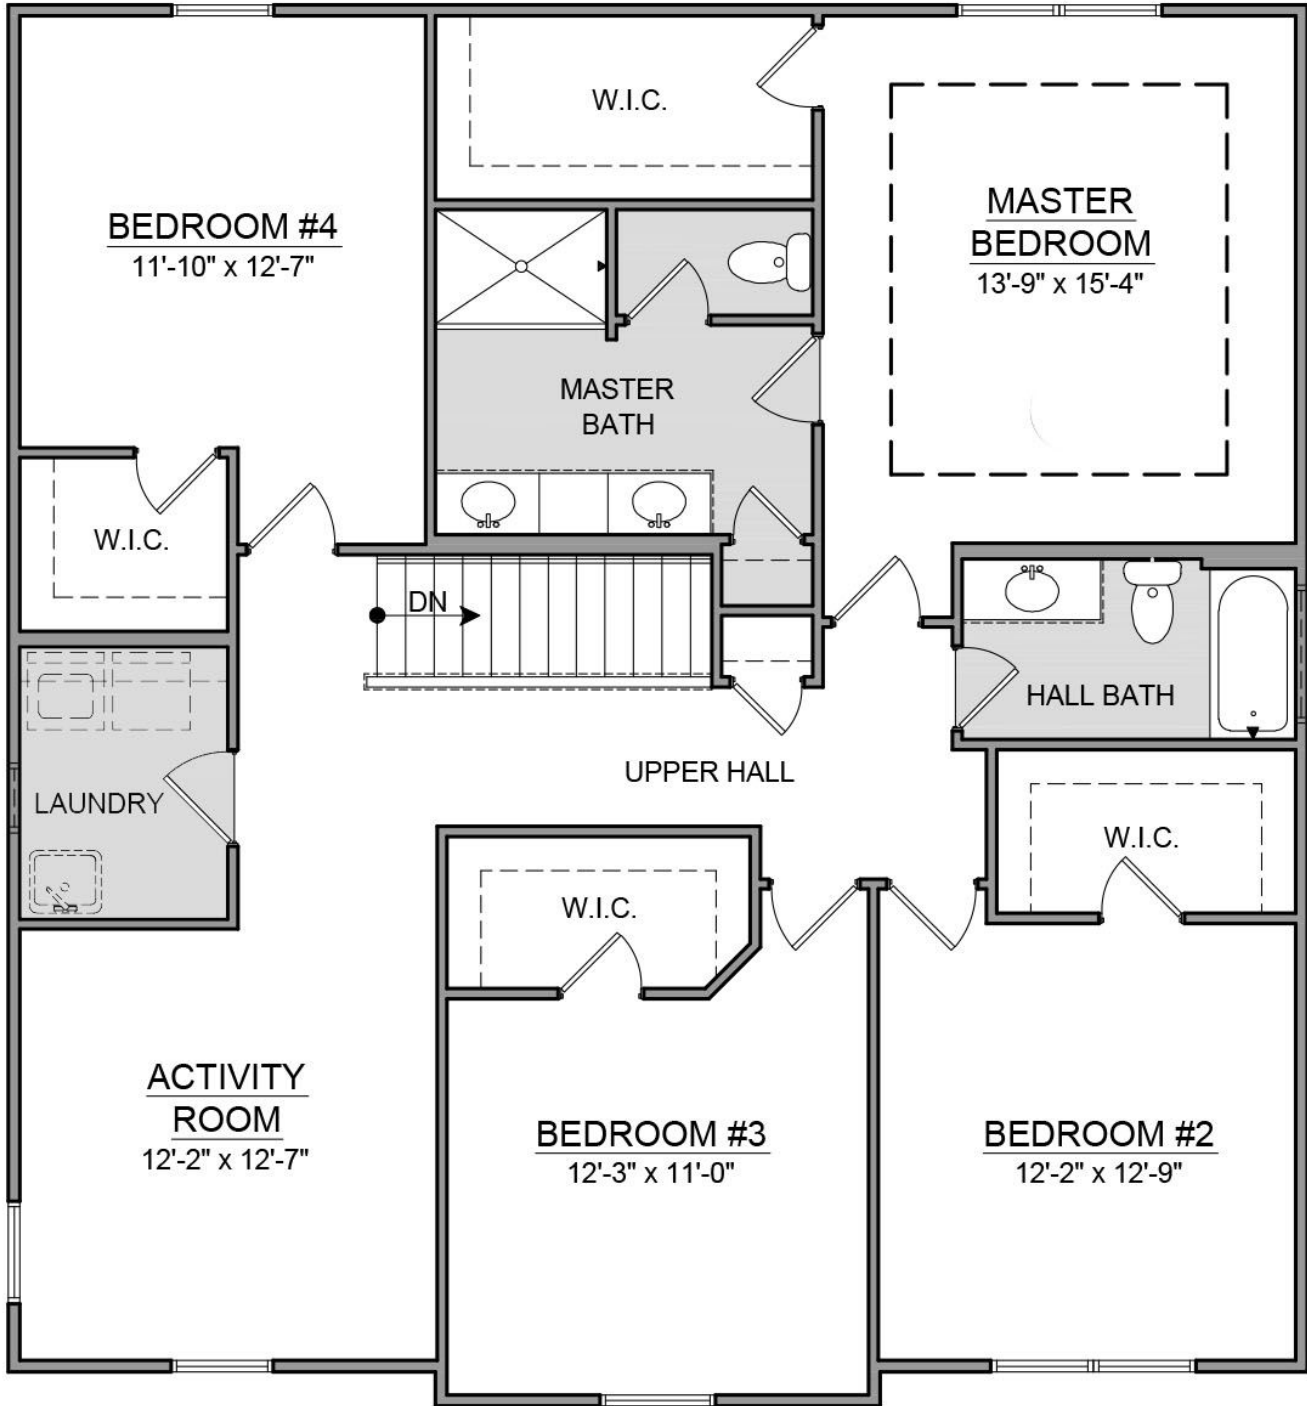 W.I.C.
BEDROOM #4
11'-10" x 12'-7"
MASTER
BEDROOM
13'-9" x 15'-4"
MASTER
BATH
W.I.C.
DN
HALL BATH
UPPER HALL
LAUNDRY
W.I.C.
W.I.C.
ACTIVITY
ROOM
12'-2" x 12'-7"
BEDROOM #3
12'-3" x 11'-0"
BEDROOM #2
12'-2" x 12'-9"